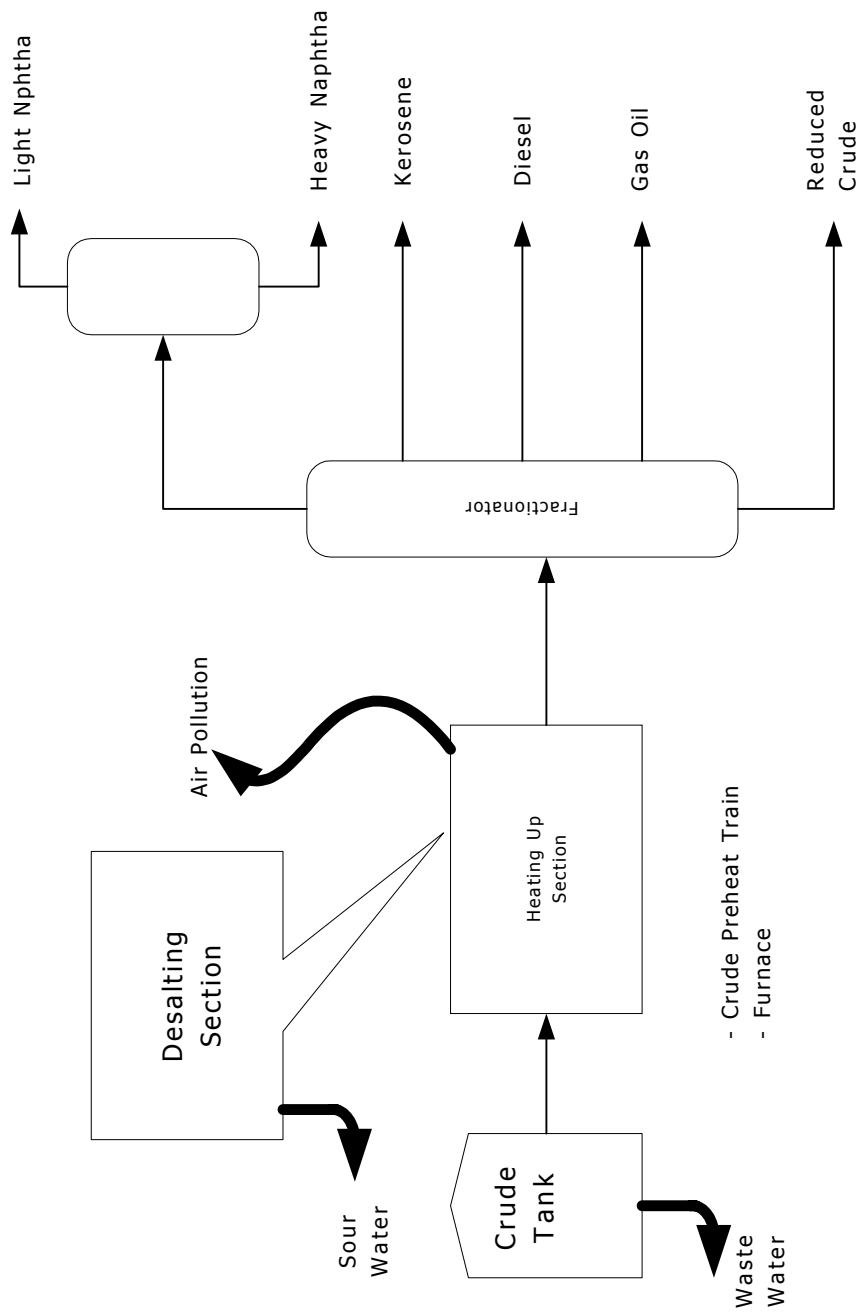 Light Nphtha
Heavy Naphtha
Kerosene
Diesel
Gas Oil
Reduced
Crude
Fractionator
Air Pollution
Desalting
Section
Heating Up
Section
- Crude Preheat Train
- Furnace
Sour
Water
Crude
Tank
Waste
Water